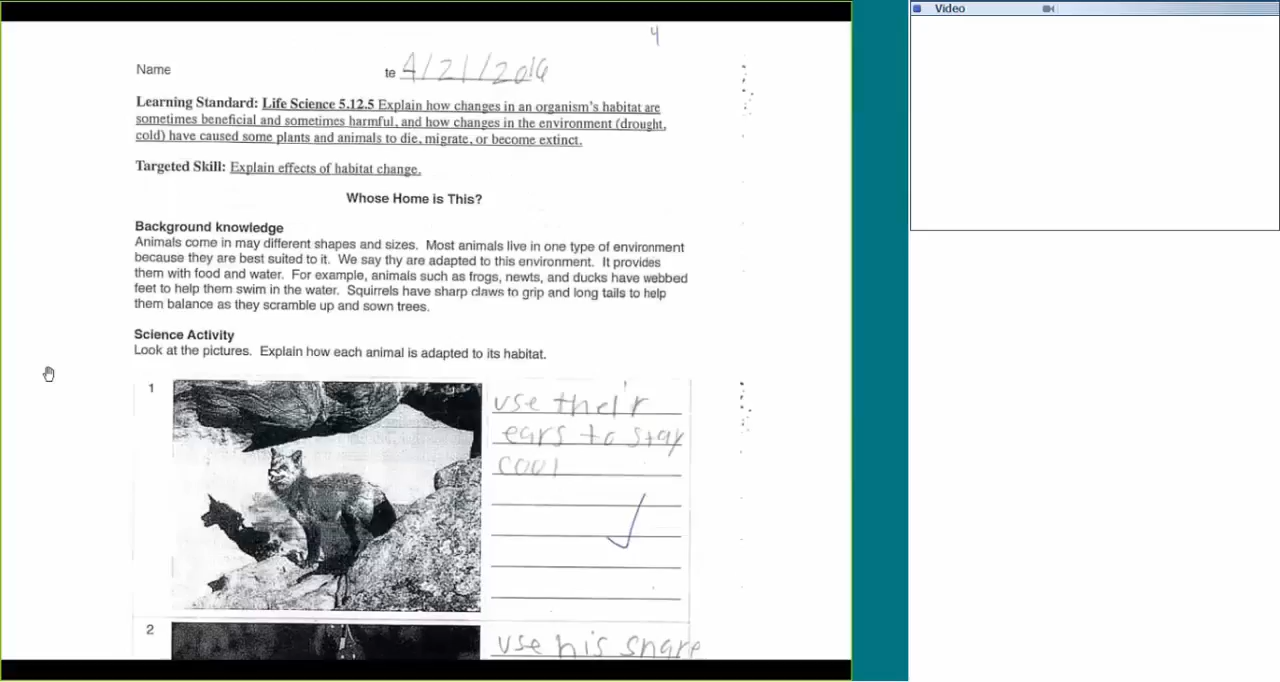 Video
4
Name te 4/21/2016
Learning Standard: Life Science 5.12.5 Explain how changes in an organism's habitat are
sometimes beneficial and sometimes harmful, and how changes in the environment (drought,
cold) have caused some plants and animals to die, migrate, or become extinct.
Targeted Skill: Explain effects of habitat change.
Whose Home is This?
Background knowledge
Animals come in may different shapes and sizes. Most animals live in one type of environment
because they are best suited to it. We say thy are adapted to this environment. It provides
them with food and water. For example, animals such as frogs, newts, and ducks have webbed
feet to help them swim in the water. Squirrels have sharp claws to grip and long tails to help
them balance as they scramble up and sown trees.
Science Activity
Look at the pictures. Explain how each animal is adapted to its habitat.
1
use their
ears to stay
cool
2
use his